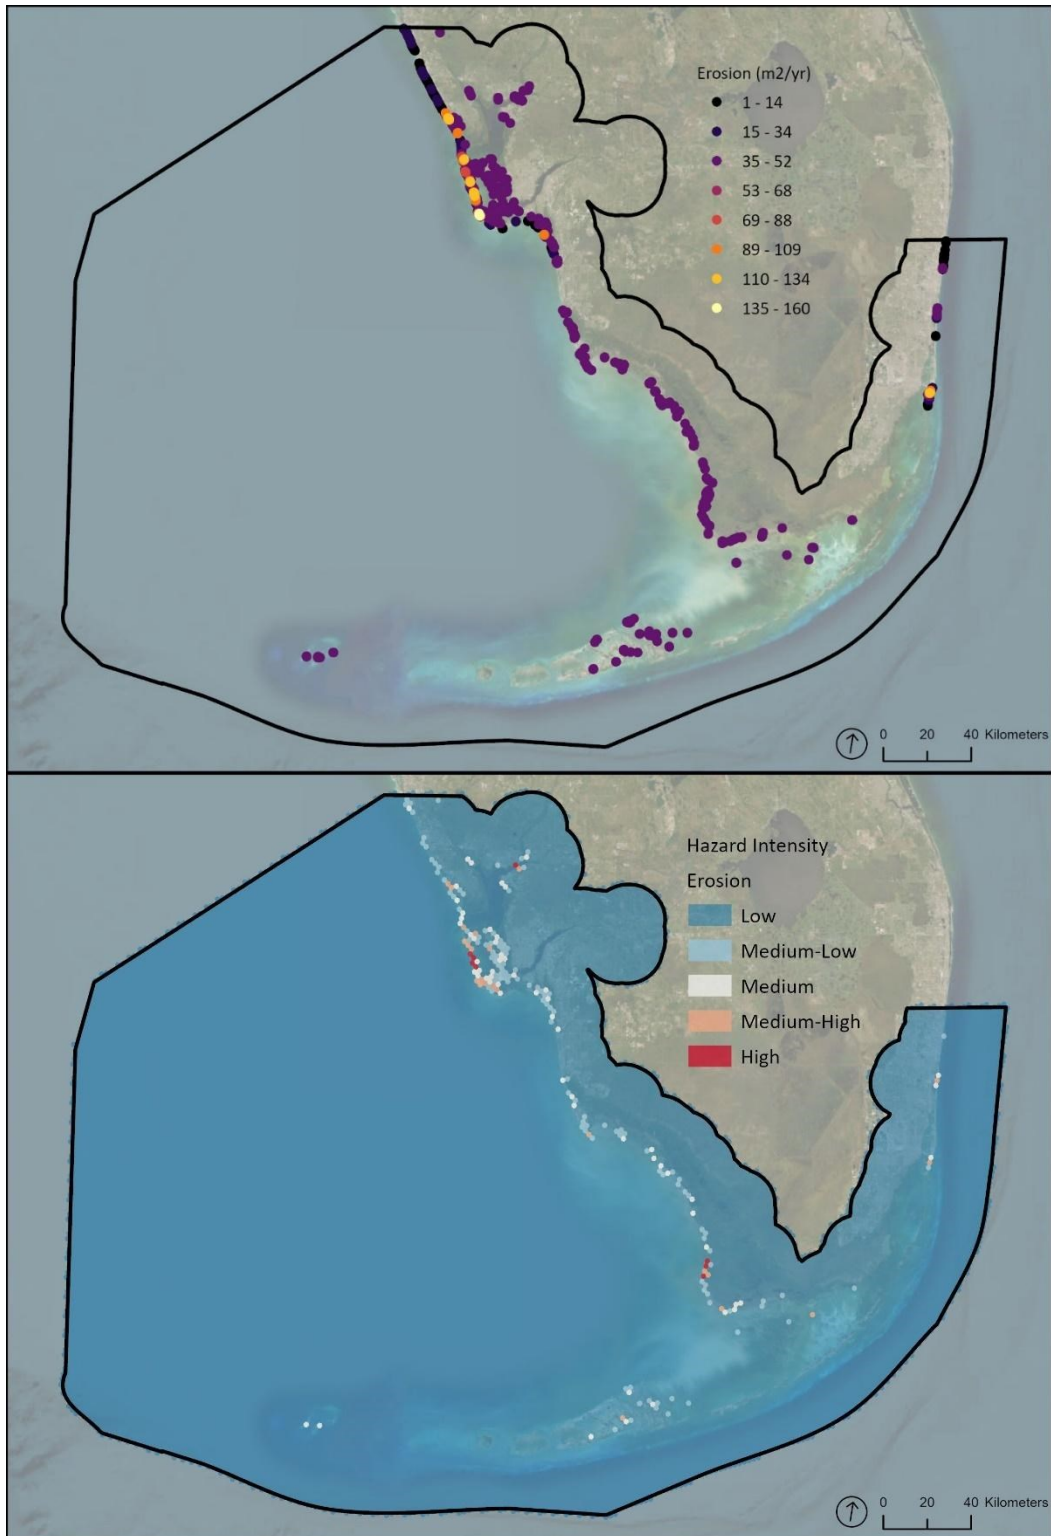 Erosion (m2/yr)
1 - 14
15 - 34
35 - 52
53 - 68
69 - 88
89 - 109
110 - 134
135 - 160
0 20 40 Kilometers
Hazard Intensity
Erosion
Low
Medium-Low
Medium
Medium-High
High
0 20 40 Kilometers